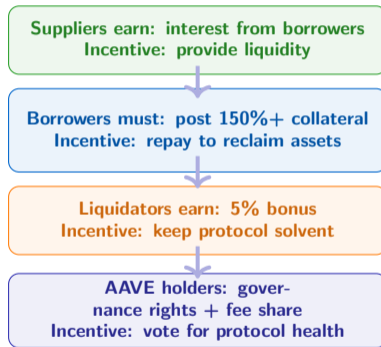 Suppliers earn: interest from borrowers
Incentive: provide liquidity
Borrowers must: post 150%+ collateral
Incentive: repay to reclaim assets
Liquidators earn: 5% bonus
Incentive: keep protocol solvent
AAVE holders: gover-
nance rights + fee share
Incentive: vote for protocol health